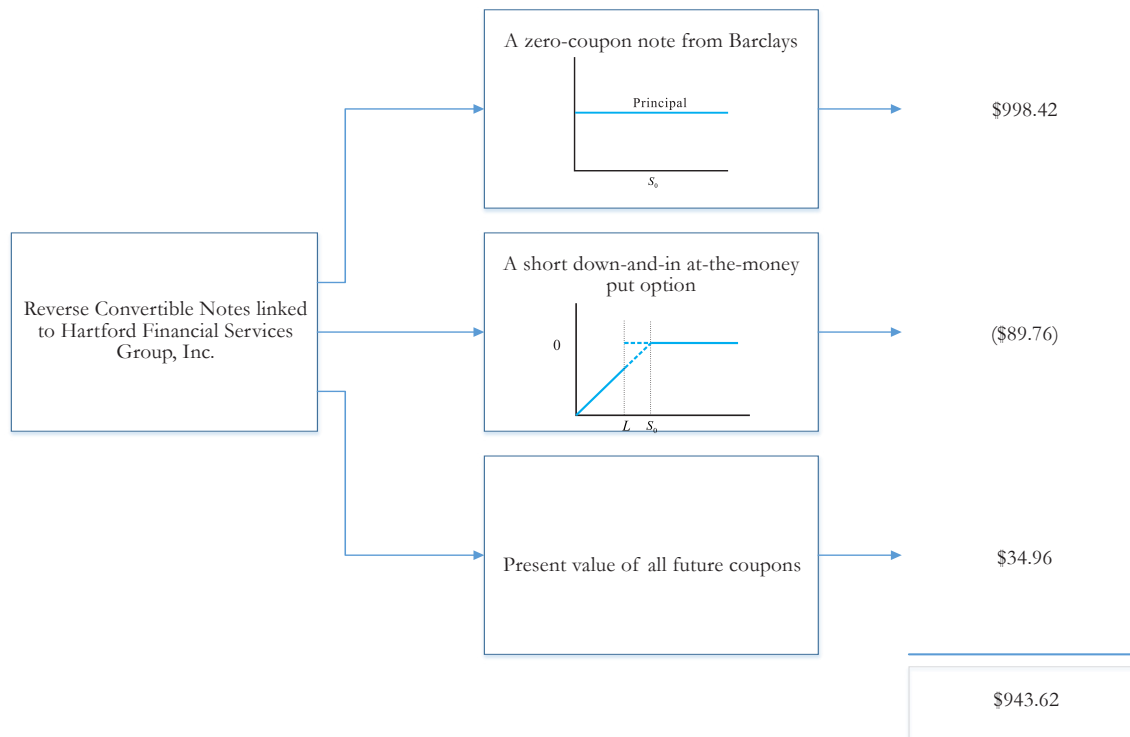 A zero-coupon note from Barclays
Principal
S₀
$998.42
Reverse Convertible Notes linked
to Hartford Financial Services
Group, Inc.
A short down-and-in at-the-money
put option
0
L S₀
($89.76)
Present value of all future coupons
$34.96
$943.62